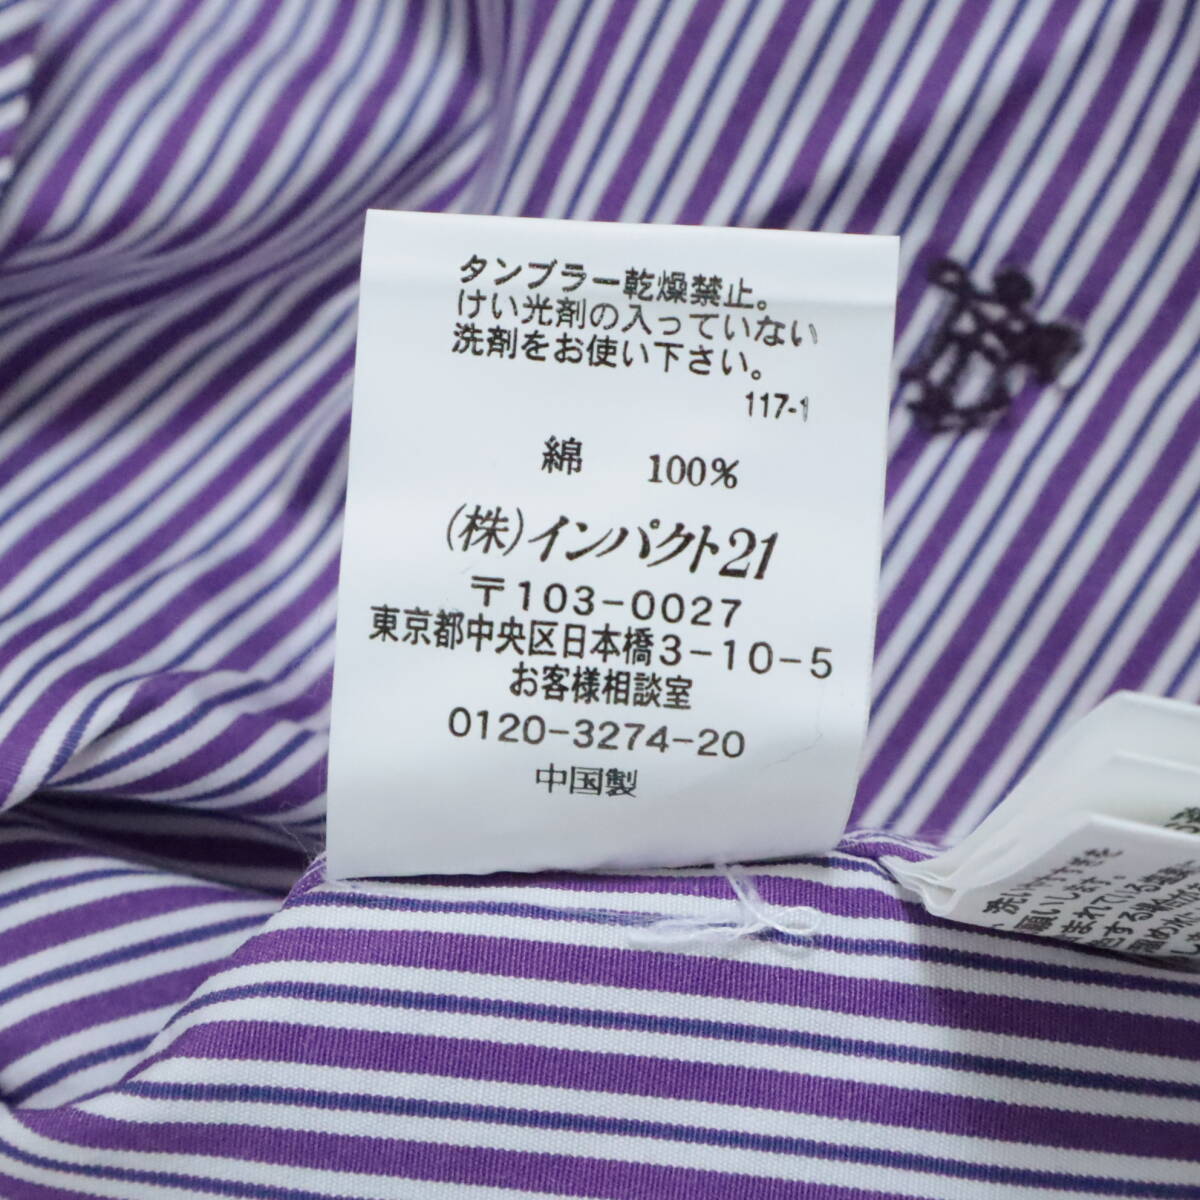 タンブラー乾燥禁止。
けい光剤の入っていない
洗剤をお使い下さい。
117-1
綿 100%
(株)インパクト21
〒103-0027
東京都中央区日本橋3-10-5
お客様相談室
0120-3274-20
中国製